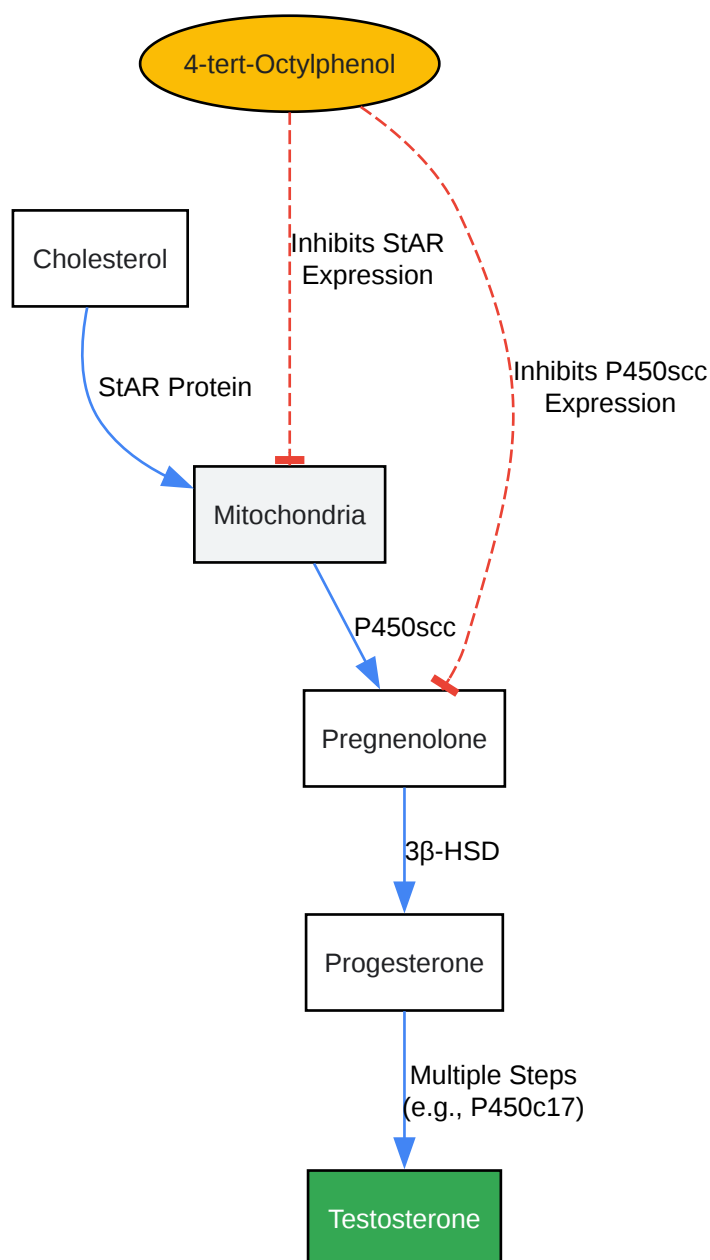 4-tert-Octylphenol
Cholesterol
Inhibits StAR
Expression
StAR Protein
Inhibits P450scc
Expression
Mitochondria
P450scc
Pregnenolone
3β-HSD
Progesterone
Multiple Steps
(e.g., P450c17)
Testosterone